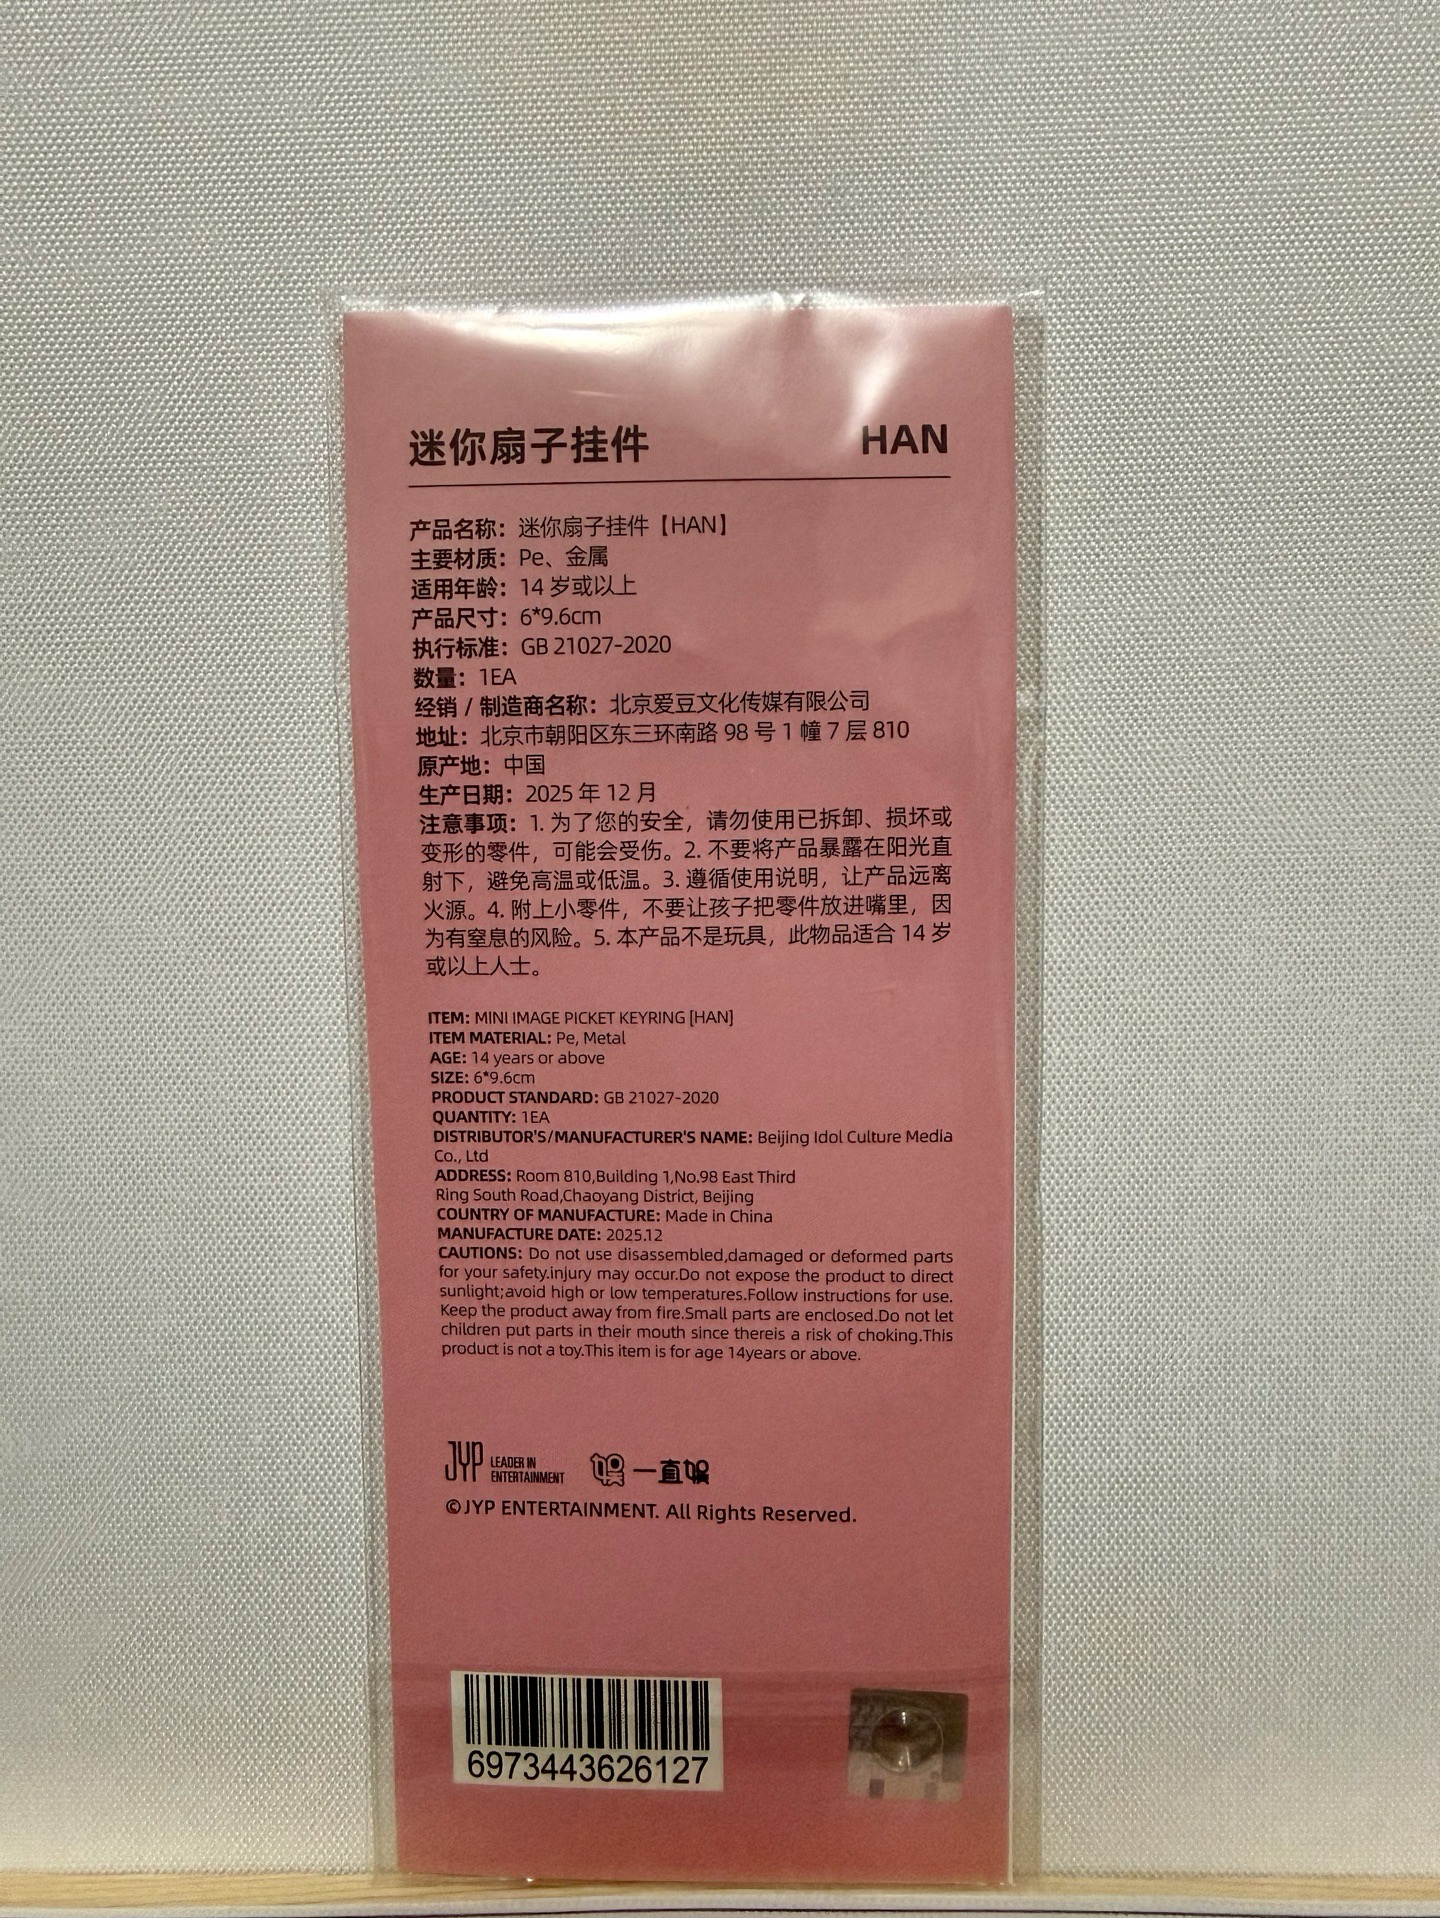 迷你扇子挂件 HAN
产品名称：迷你扇子挂件【HAN】
主要材质：Pe、金属
适用年龄：14 岁或以上
产品尺寸：6*9.6cm
执行标准：GB 21027-2020
数量：1EA
经销 / 制造商名称：北京爱豆文化传媒有限公司
地址：北京市朝阳区东三环南路 98 号 1 幢 7 层 810
原产地：中国
生产日期：2025 年 12 月
注意事项：1. 为了您的安全，请勿使用已拆卸、损坏或
变形的零件，可能会受伤。2. 不要将产品暴露在阳光直
射下，避免高温或低温。3. 遵循使用说明，让产品远离
火源。4. 附上小零件，不要让孩子把零件放进嘴里，因
为有窒息的风险。5. 本产品不是玩具，此物品适合 14 岁
或以上人士。
ITEM: MINI IMAGE PICKET KEYRING [HAN]
ITEM MATERIAL: Pe, Metal
AGE: 14 years or above
SIZE: 6*9.6cm
PRODUCT STANDARD: GB 21027-2020
QUANTITY: 1EA
DISTRIBUTOR'S/MANUFACTURER'S NAME: Beijing Idol Culture Media
Co., Ltd
ADDRESS: Room 810,Building 1,No.98 East Third
Ring South Road,Chaoyang District, Beijing
COUNTRY OF MANUFACTURE: Made in China
MANUFACTURE DATE: 2025.12
CAUTIONS: Do not use disassembled,damaged or deformed parts
for your safety.injury may occur.Do not expose the product to direct
sunlight;avoid high or low temperatures.Follow instructions for use.
Keep the product away from fire.Small parts are enclosed.Do not let
children put parts in their mouth since thereis a risk of choking.This
product is not a toy.This item is for age 14years or above.
JYP LEADER IN
ENTERTAINMENT
娱 一直娱
©JYP ENTERTAINMENT. All Rights Reserved.
6973443626127